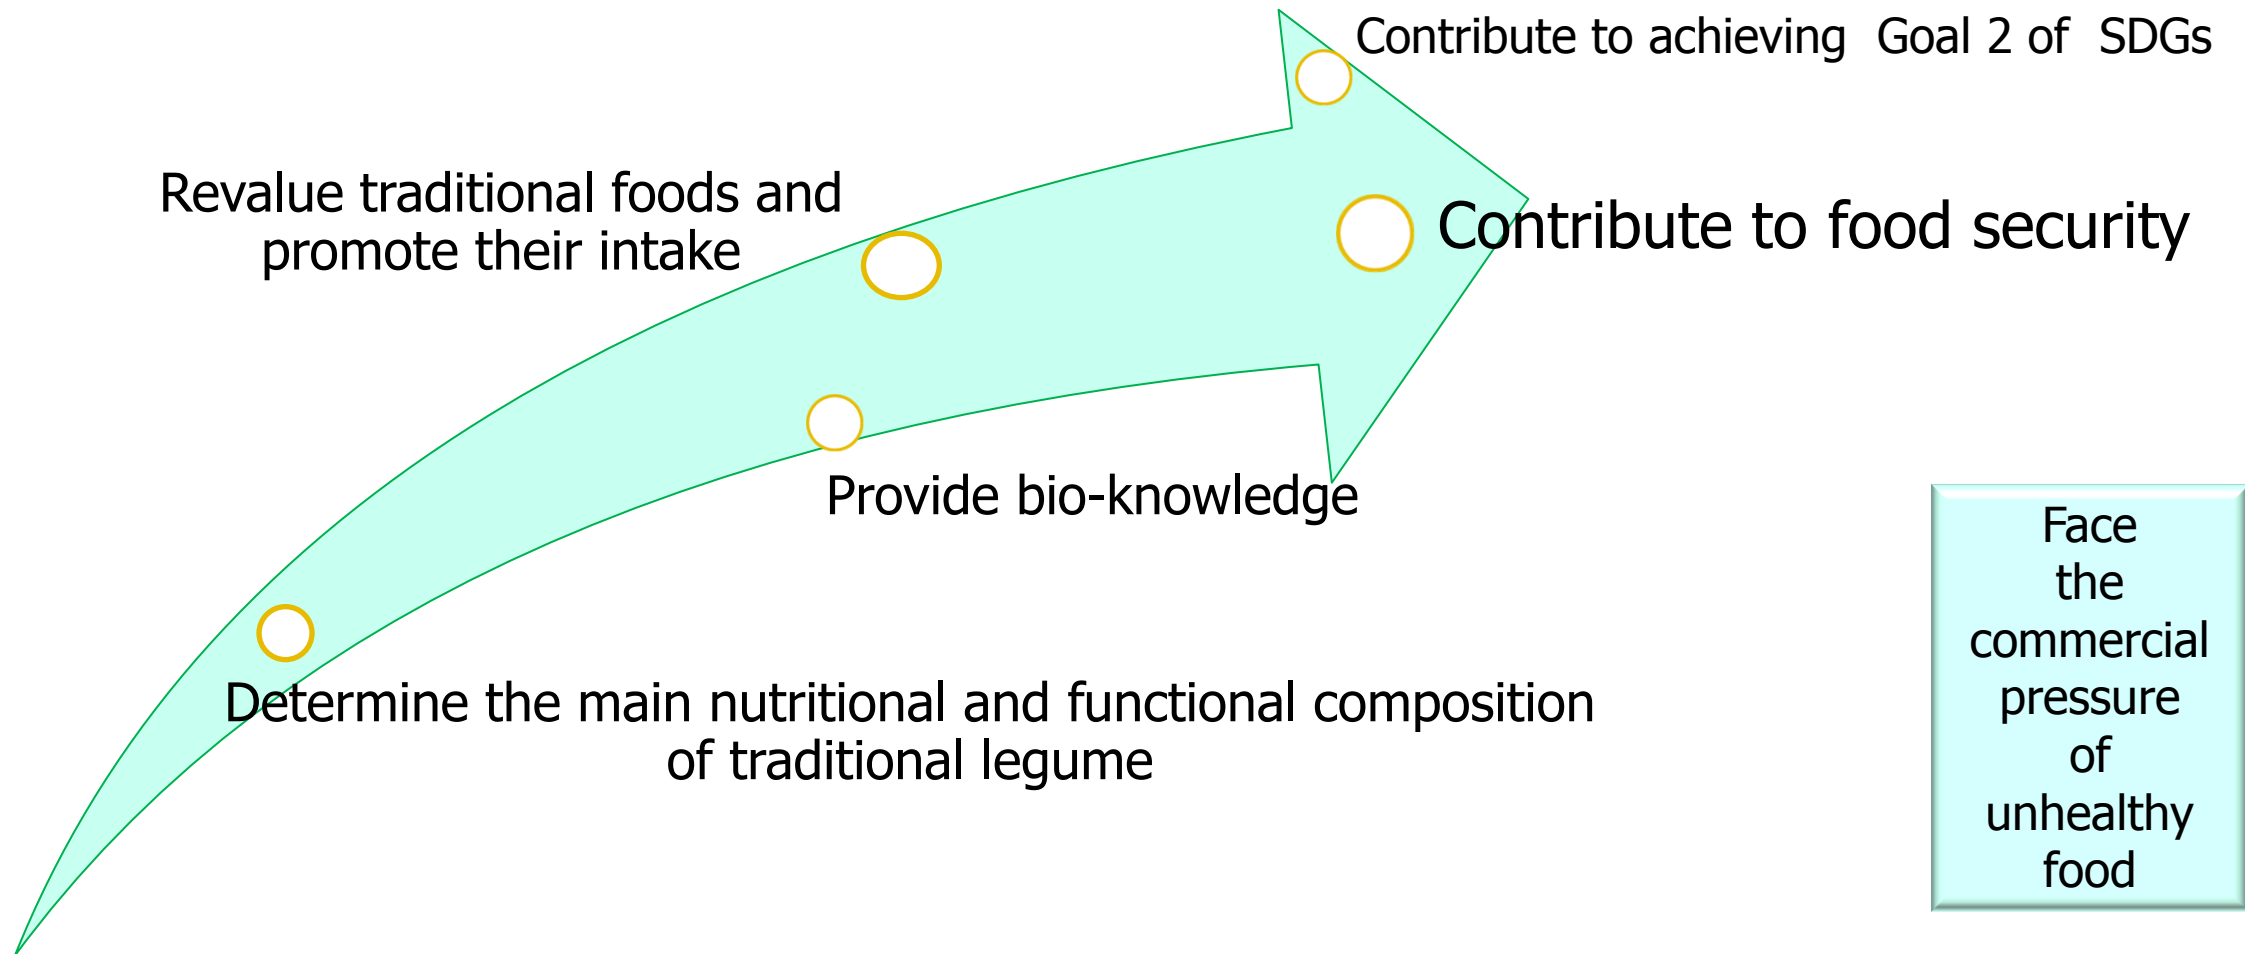 Contribute to achieving Goal 2 of SDGs
Revalue traditional foods and
promote their intake
Contribute to food security
Provide bio-knowledge
Determine the main nutritional and functional composition
of traditional legume
Face
the
commercial
pressure
of
unhealthy
food